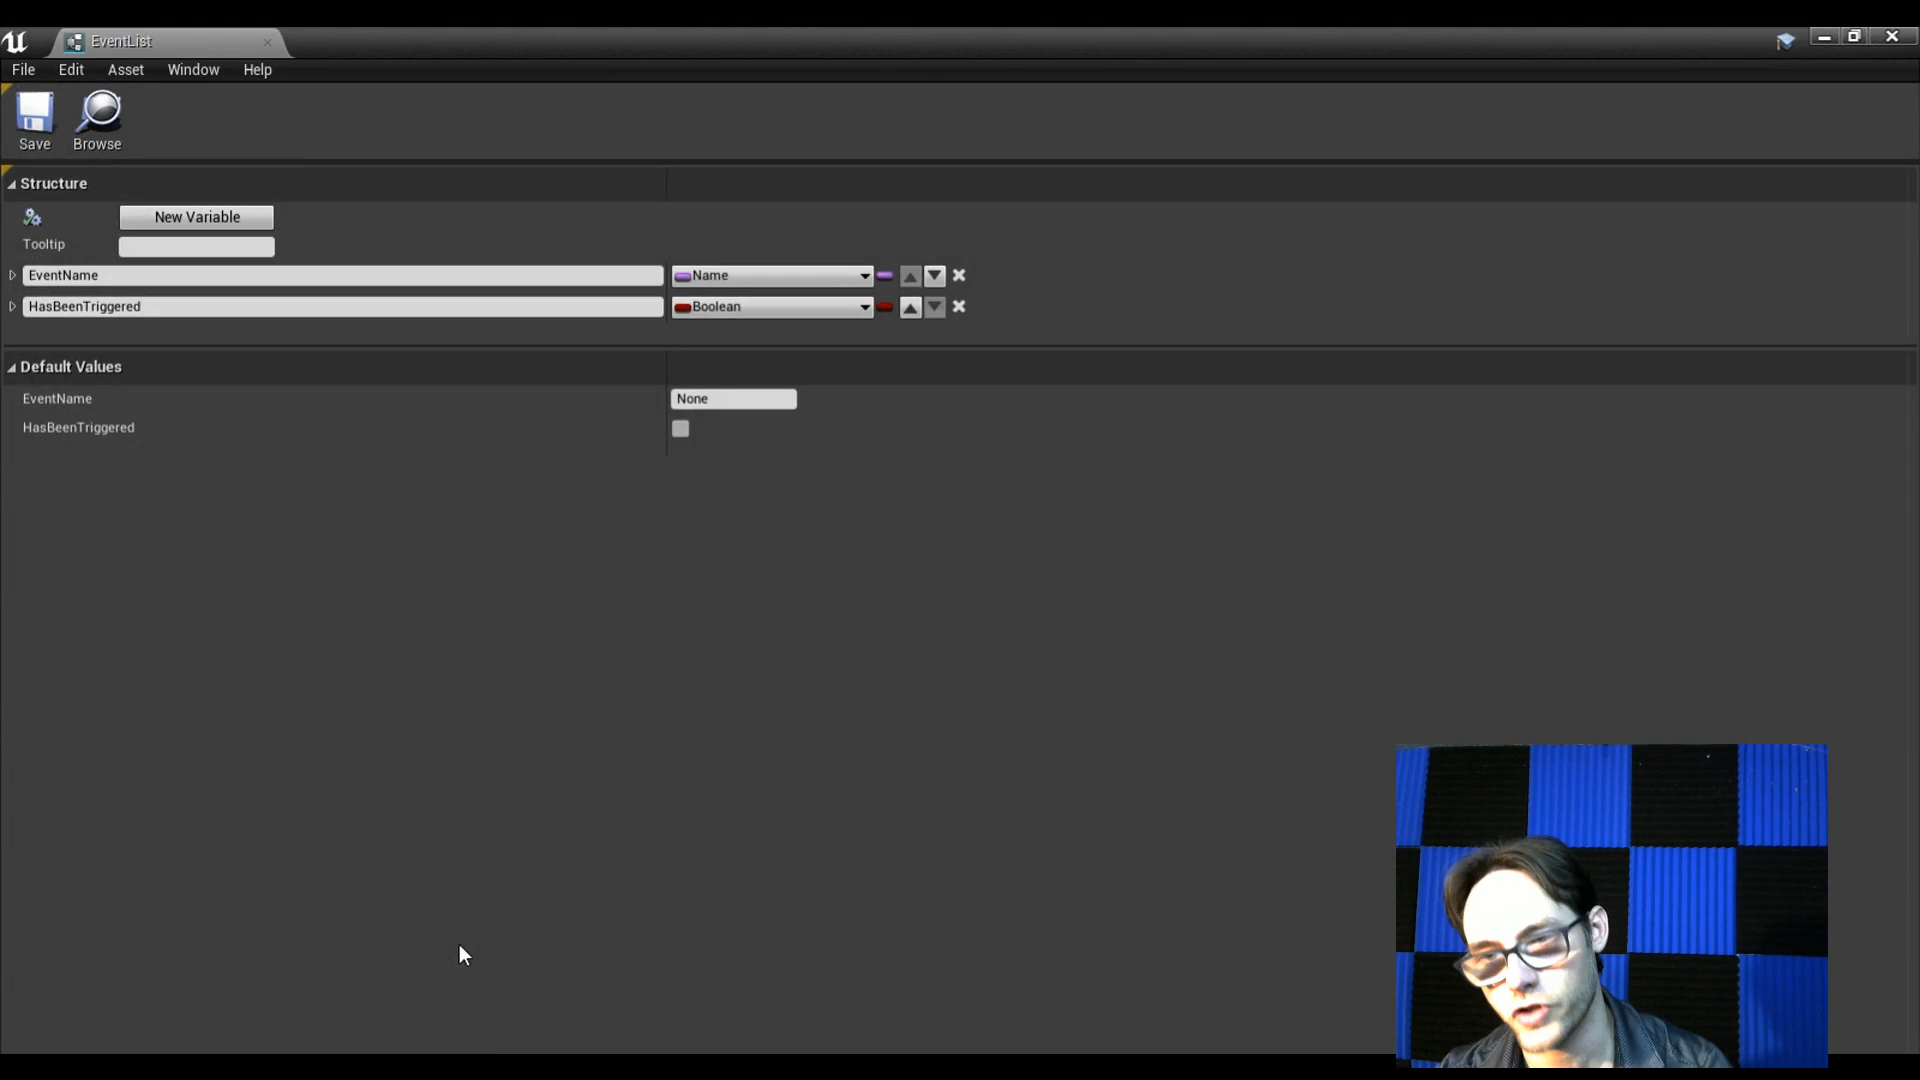 EventList
File Edit Asset Window Help
Save Browse
Structure
New Variable
Tooltip
EventName Name
HasBeenTriggered Boolean
Default Values
EventName None
HasBeenTriggered